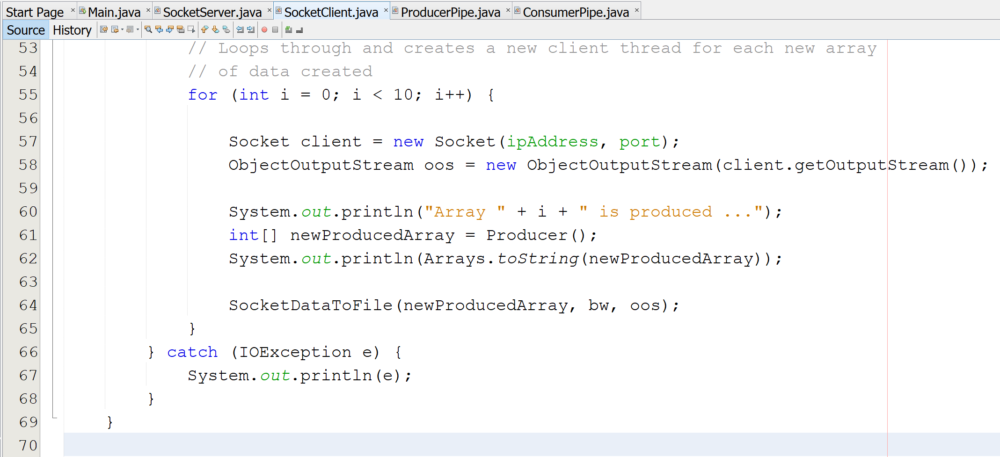 Start Page × Main.java × SocketServer.java × SocketClient.java × ProducerPipe.java × ConsumerPipe.java ×
Source History
53 // Loops through and creates a new client thread for each new array
54 // of data created
55 for (int i = 0; i < 10; i++) {
56
57 Socket client = new Socket(ipAddress, port);
58 ObjectOutputStream oos = new ObjectOutputStream(client.getOutputStream());
59
60 System.out.println("Array " + i + " is produced ...");
61 int[] newProducedArray = Producer();
62 System.out.println(Arrays.toString(newProducedArray));
63
64 SocketDataToFile(newProducedArray, bw, oos);
65 }
66 } catch (IOException e) {
67 System.out.println(e);
68 }
69 }
70